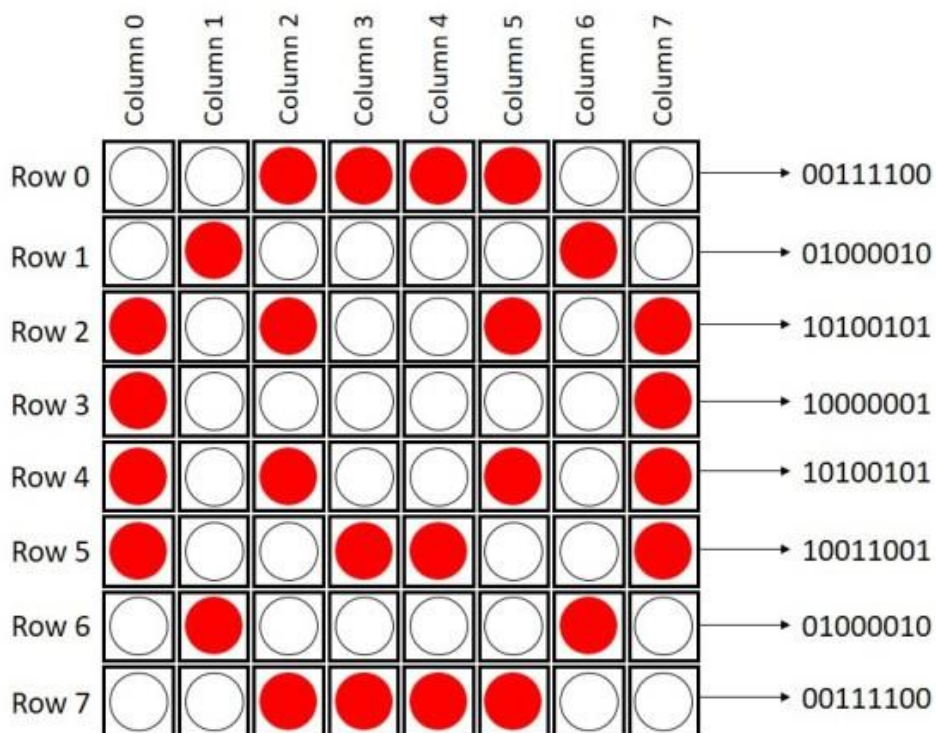 Column 0 Column 1 Column 2 Column 3 Column 4 Column 5 Column 6 Column 7
Row 0 00111100
Row 1 01000010
Row 2 10100101
Row 3 10000001
Row 4 10100101
Row 5 10011001
Row 6 01000010
Row 7 00111100